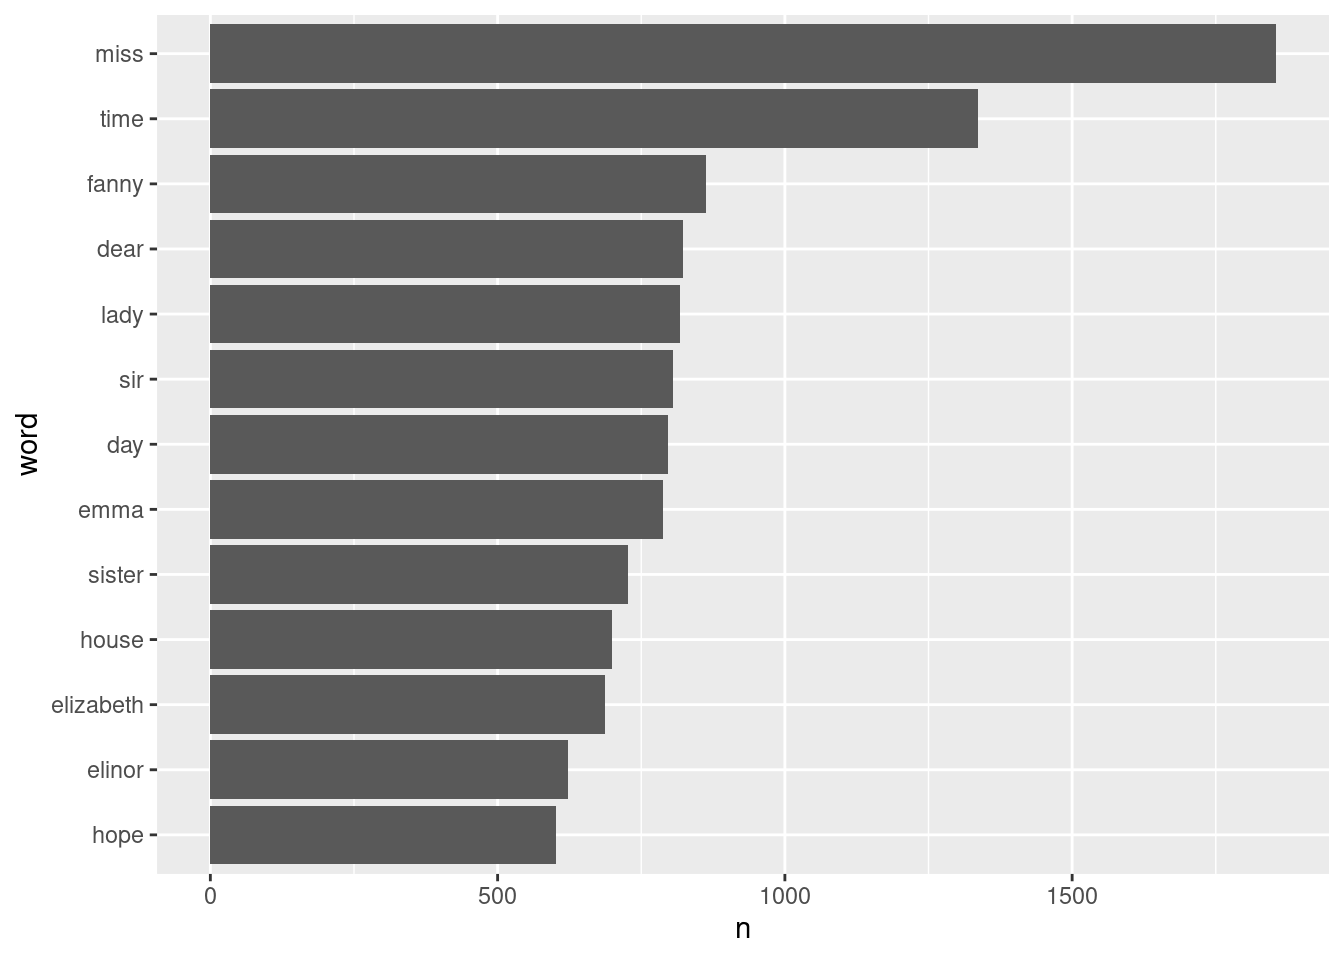 miss
time
fanny
dear
lady
sir
day
emma
sister
house
elizabeth
elinor
hope
word
0 500 1000 1500
n